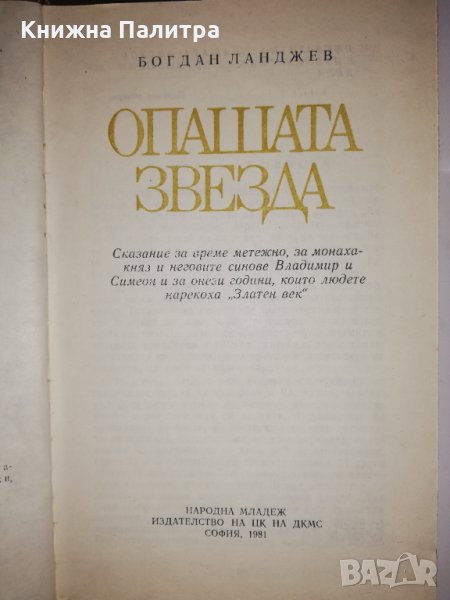 Книжна Палитра
БОГДАН ЛАНДЖЕВ
ОПАШАТА
ЗВЕЗДА
Сказание за време метежно, за монаха-
княз и неговите синове Владимир и
Симеон и за онези години, които людете
нарекоха „Златен век“
а-
и,
НАРОДНА МЛАДЕЖ
ИЗДАТЕЛСТВО НА ЦК НА ДКМС
СОФИЯ, 1981
BAZAR